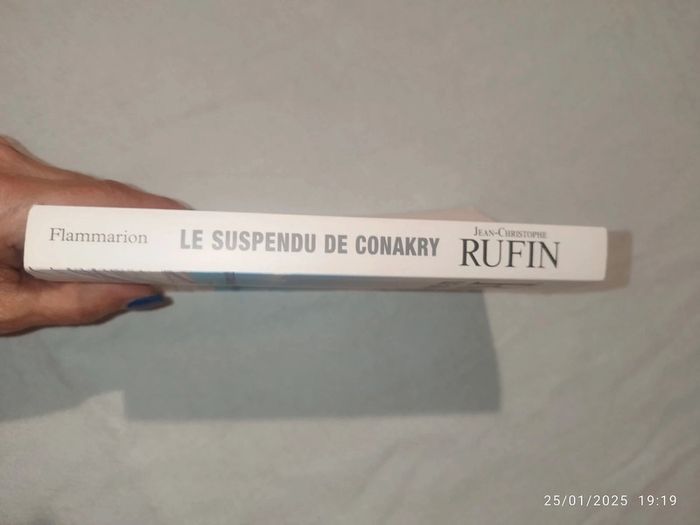 Flammarion
LE SUSPENDU DE CONAKRY
JEAN-CHRISTOPHE
RUFIN
25/01/2025 19:19